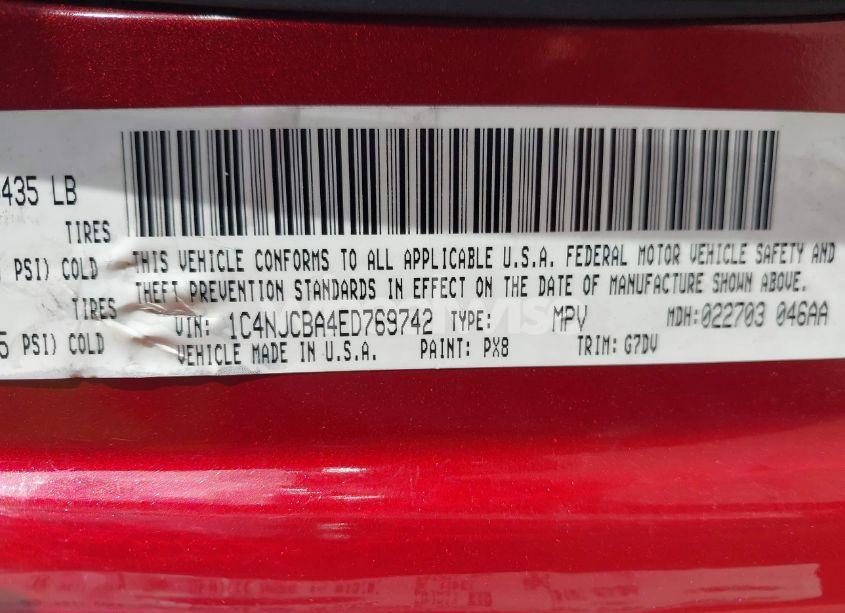 435 LB
TIRES
PSI) COLD
TIRES
5 PSI) COLD
THIS VEHICLE CONFORMS TO ALL APPLICABLE U.S.A. FEDERAL MOTOR VEHICLE SAFETY AND
THEFT PREVENTION STANDARDS IN EFFECT ON THE DATE OF MANUFACTURE SHOWN ABOVE.
VIN: 1C4NJCBA4ED769742 TYPE: MPV MDH:022703 046AA
VEHICLE MADE IN U.S.A. PAINT: PX8 TRIM: G7DV